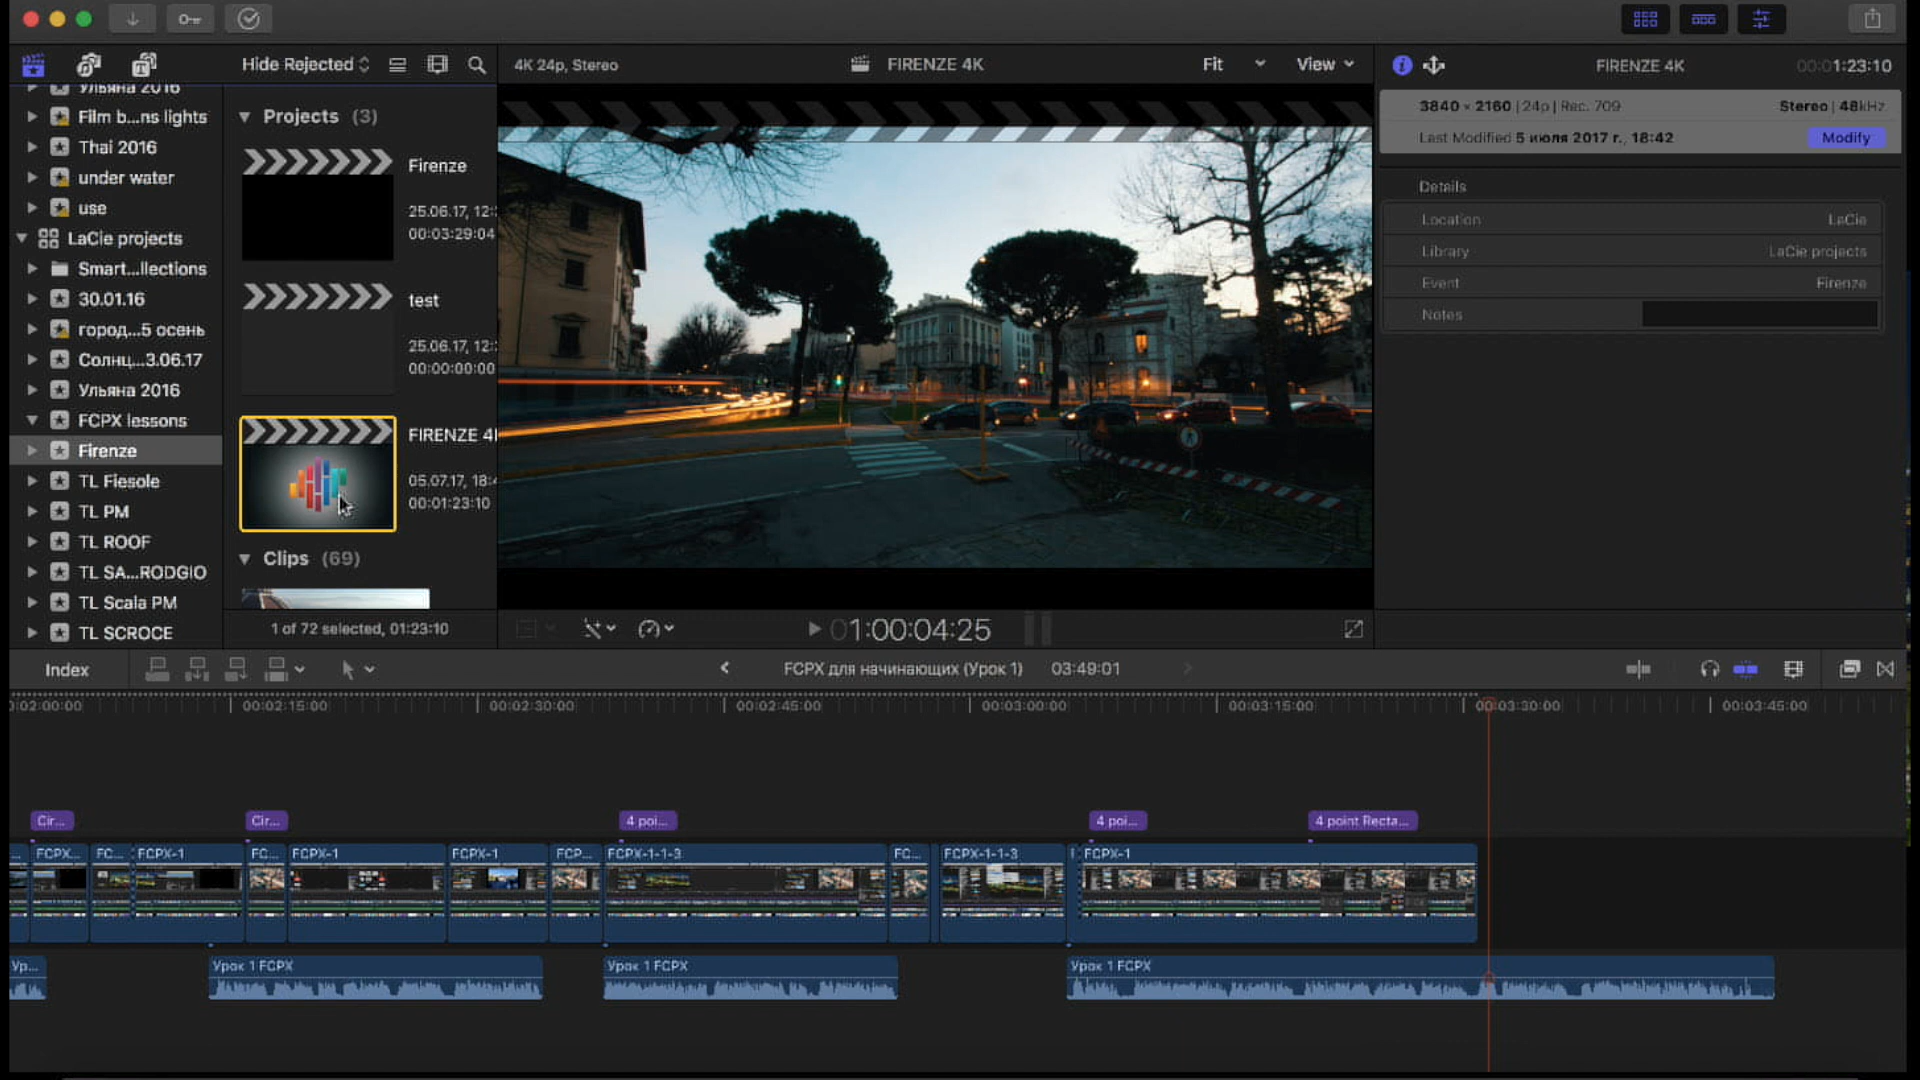 Hide Rejected
4K 24p, Stereo
FIRENZE 4K
Fit
View
FIRENZE 4K
00:01:23:10
3840 × 2160 | 24p | Rec. 709
Stereo | 48kHz
Last Modified 5 июля 2017 г., 18:42
Modify
Details
Location
LaCie
Library
LaCie projects
Event
Firenze
Notes
Ульяна 2016
Film b...ns lights
Thai 2016
under water
use
LaCie projects
Smart...llections
30.01.16
город...5 осень
Солнц...3.06.17
Ульяна 2016
FCPX lessons
Firenze
TL Fiesole
TL PM
TL ROOF
TL SA...RODGIO
TL Scala PM
TL SCROCE
Projects (3)
Firenze
25.06.17, 12:
00:03:29:04
test
25.06.17, 12:
00:00:00:00
FIRENZE 4K
05.07.17, 18:4
00:01:23:10
Clips (69)
1 of 72 selected, 01:23:10
01:00:04:25
Index
FCPX для начинающих (Урок 1)
03:49:01
00:02:00:00
00:02:15:00
00:02:30:00
00:02:45:00
00:03:00:00
00:03:15:00
00:03:30:00
00:03:45:00
Cir...
Cir...
4 poi...
4 poi...
4 point Recta...
...
FCPX...
FC...
FCPX-1
FC...
FCPX-1
FCPX-1
FCP...
FCPX-1-1-3
FC...
FCPX-1-1-3
FCPX-1
Ур...
Урок 1 FCPX
Урок 1 FCPX
Урок 1 FCPX